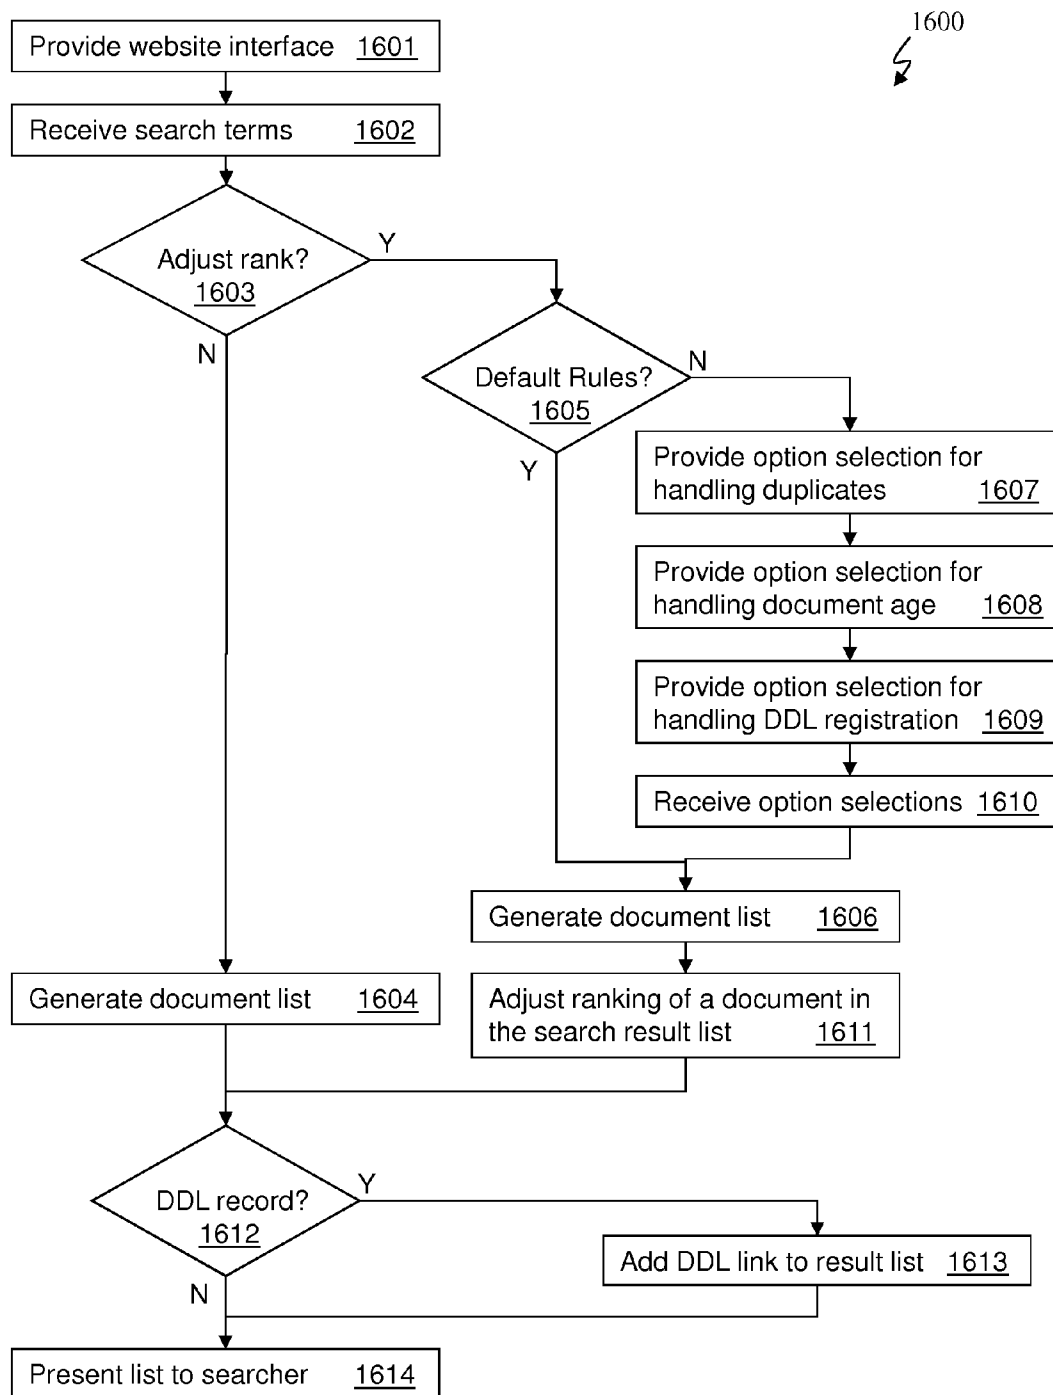 1600
Provide website interface 1601
Receive search terms 1602
Adjust rank?
1603
Y
N
Default Rules?
1605
N
Y
Provide option selection for
handling duplicates 1607
Provide option selection for
handling document age 1608
Provide option selection for
handling DDL registration 1609
Receive option selections 1610
Generate document list 1606
Generate document list 1604
Adjust ranking of a document in
the search result list 1611
DDL record?
1612
Y
N
Add DDL link to result list 1613
Present list to searcher 1614